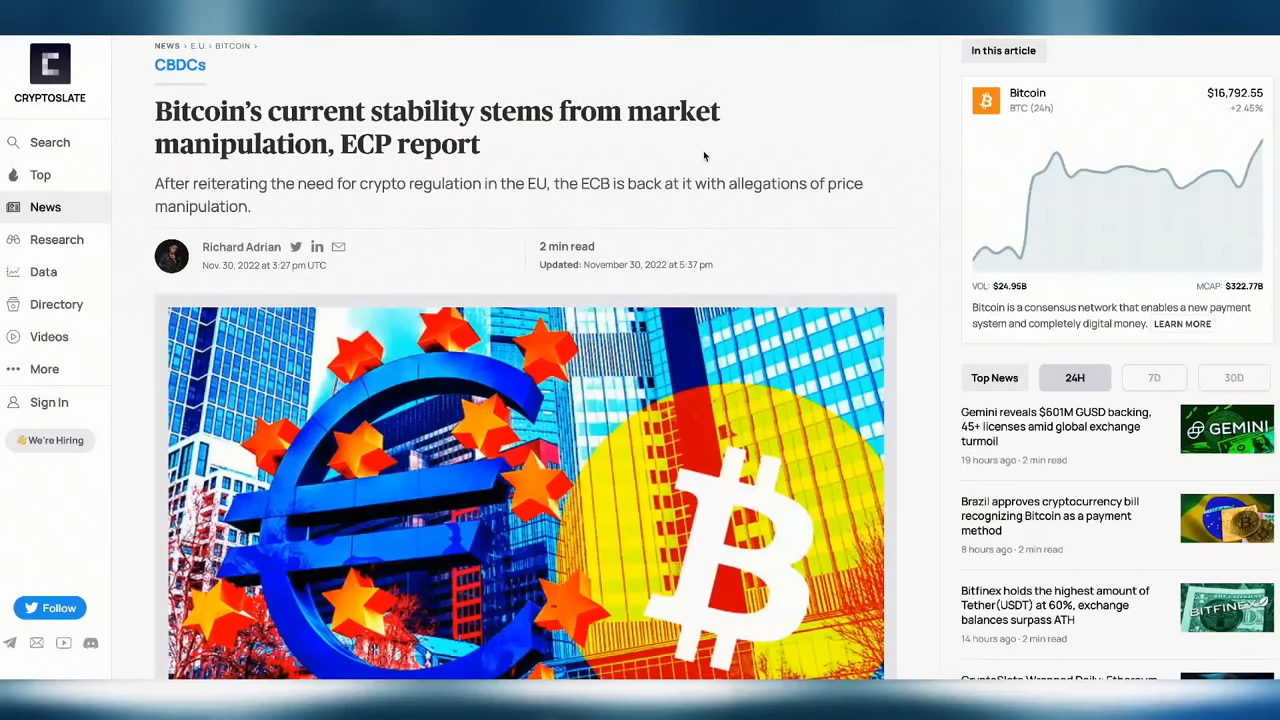 CRYPTOSLATE
Search
Top
News
Research
Data
Directory
Videos
More
Sign In
We're Hiring
Follow
NEWS > E.U. > BITCOIN >
CBDCs
Bitcoin's current stability stems from market
manipulation, ECP report
After reiterating the need for crypto regulation in the EU, the ECB is back at it with allegations of price
manipulation.
Richard Adrian
Nov. 30, 2022 at 3:27 pm UTC
2 min read
Updated: November 30, 2022 at 5:37 pm
In this article
Bitcoin
BTC (24h)
$16,792.55
+2.45%
VOL: $24.95B
MCAP: $322.77B
Bitcoin is a consensus network that enables a new payment
system and completely digital money. LEARN MORE
Top News
24H
7D
30D
Gemini reveals $601M GUSD backing,
45+ licenses amid global exchange
turmoil
19 hours ago · 2 min read
GEMINI
Brazil approves cryptocurrency bill
recognizing Bitcoin as a payment
method
8 hours ago · 2 min read
Bitfinex holds the highest amount of
Tether(USDT) at 60%, exchange
balances surpass ATH
14 hours ago · 2 min read
BITFINEX
CryptoSlate Wrapped Daily: Ethereum